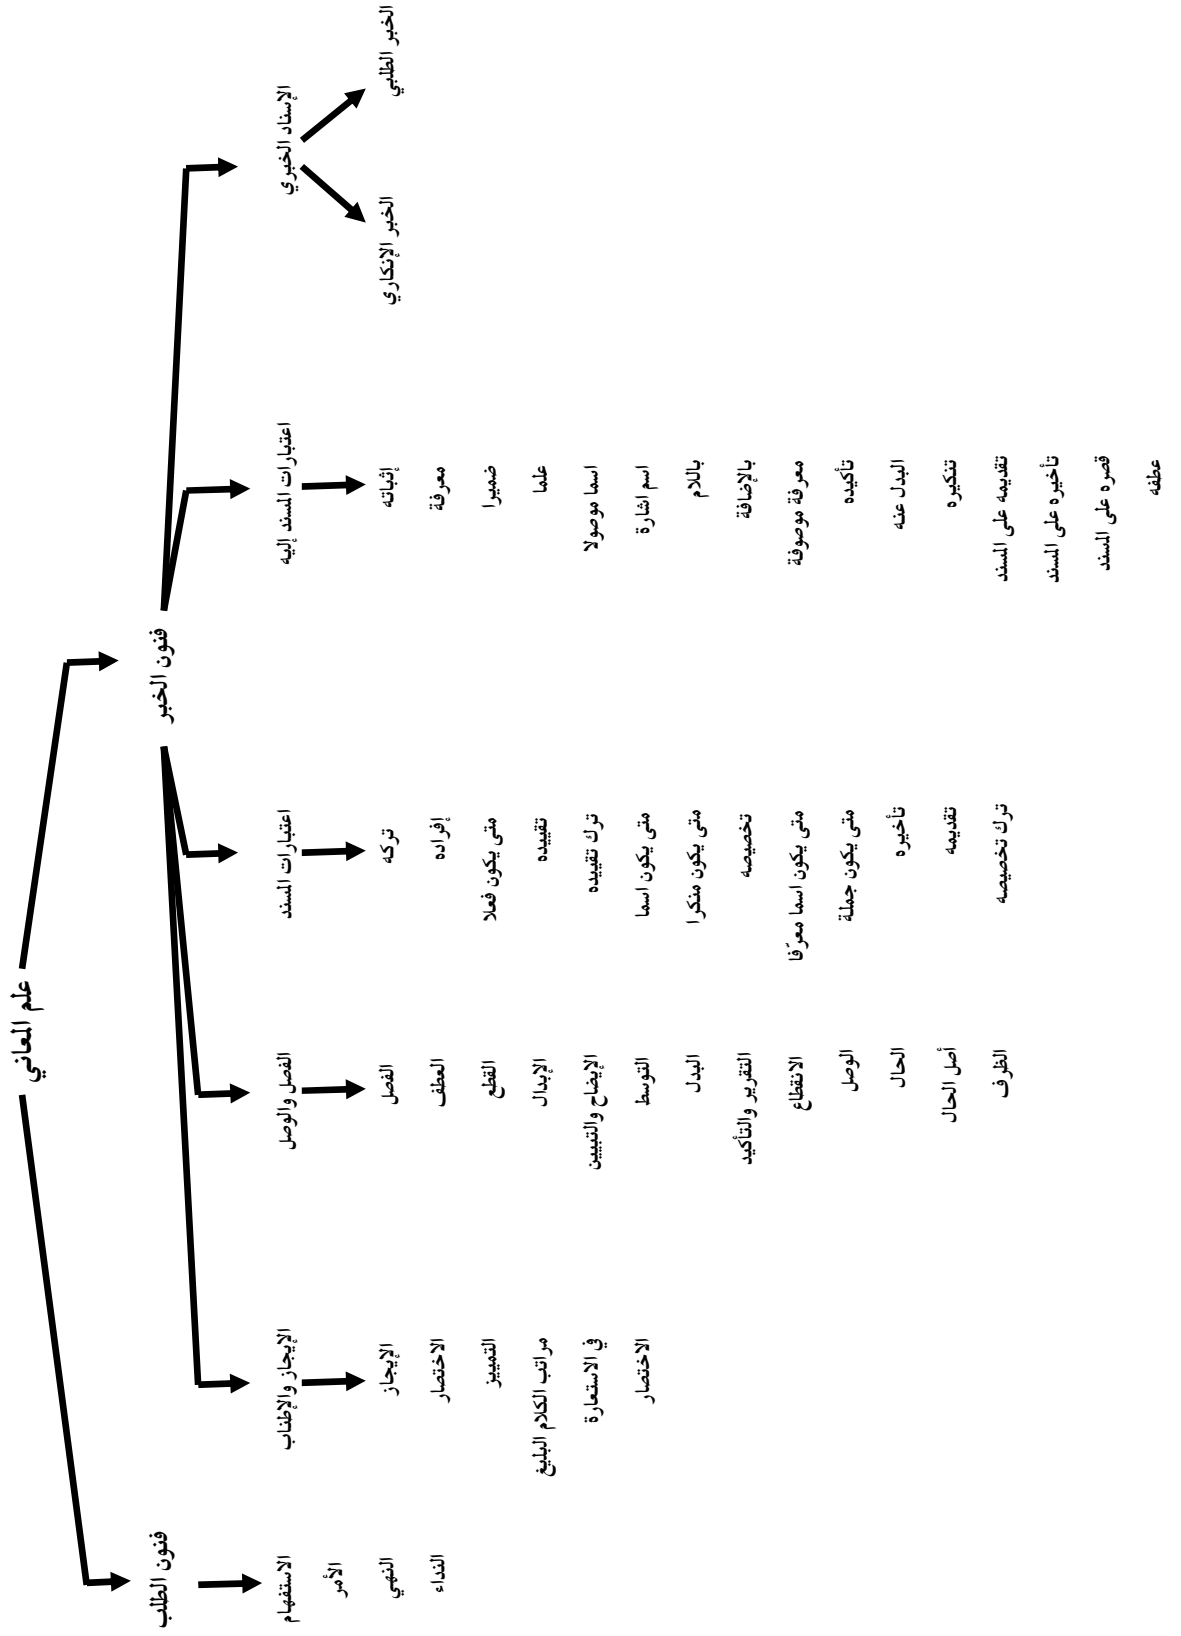 علم المعاني
فنون الخبر
فنون الطلب
الإسناد الخبري
اعتبارات المسند إليه
اعتبارات المسند
الفصل والوصل
الإيجاز والإطناب
الخبر الطلبي
الخبر الإنكاري
إثباته
معرفة
ضميرا
علما
اسما موصولا
اسم اشارة
باللام
بالإضافة
معرفة موصوفة
تأكيده
البدل عنه
تنكيره
تقديمه على المسند
تأخيره على المسند
قصره على المسند
عطفه
تركه
إفراده
متى يكون فعلا
تقييده
ترك تقييده
متى يكون اسما
متى يكون منكرا
تخصيصه
متى يكون اسما معرّفا
متى يكون جملة
تأخيره
تقديمه
ترك تخصيصه
الفصل
العطف
القطع
الإبدال
الإيضاح والتبيين
التوسط
البدل
التقرير والتأكيد
الانقطاع
الوصل
الحال
أصل الحال
الظرف
الإيجاز
الاختصار
التمييز
مراتب الكلام البليغ
في الاستعارة
الاختصار
الاستفهام
الأمر
النهي
النداء